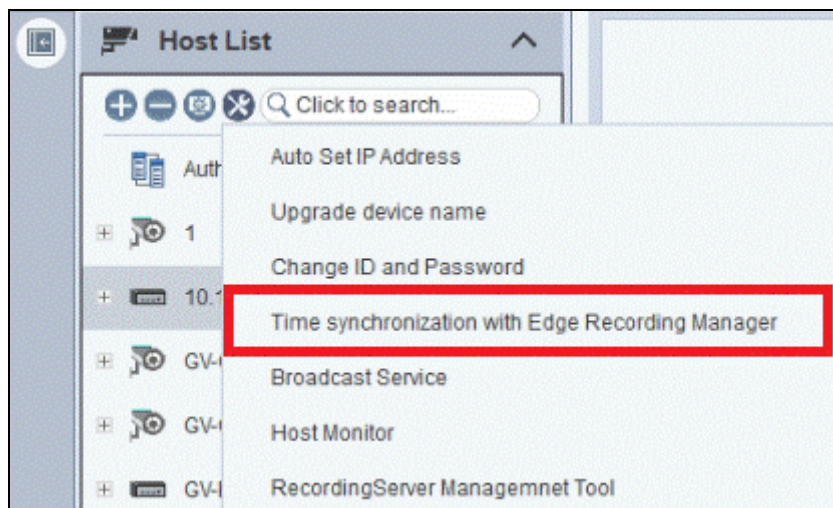 Host List
Click to search...
Auth
Auto Set IP Address
Upgrade device name
1
Change ID and Password
10.1
Time synchronization with Edge Recording Manager
GV-
Broadcast Service
GV-
Host Monitor
GV-
RecordingServer Managemnet Tool